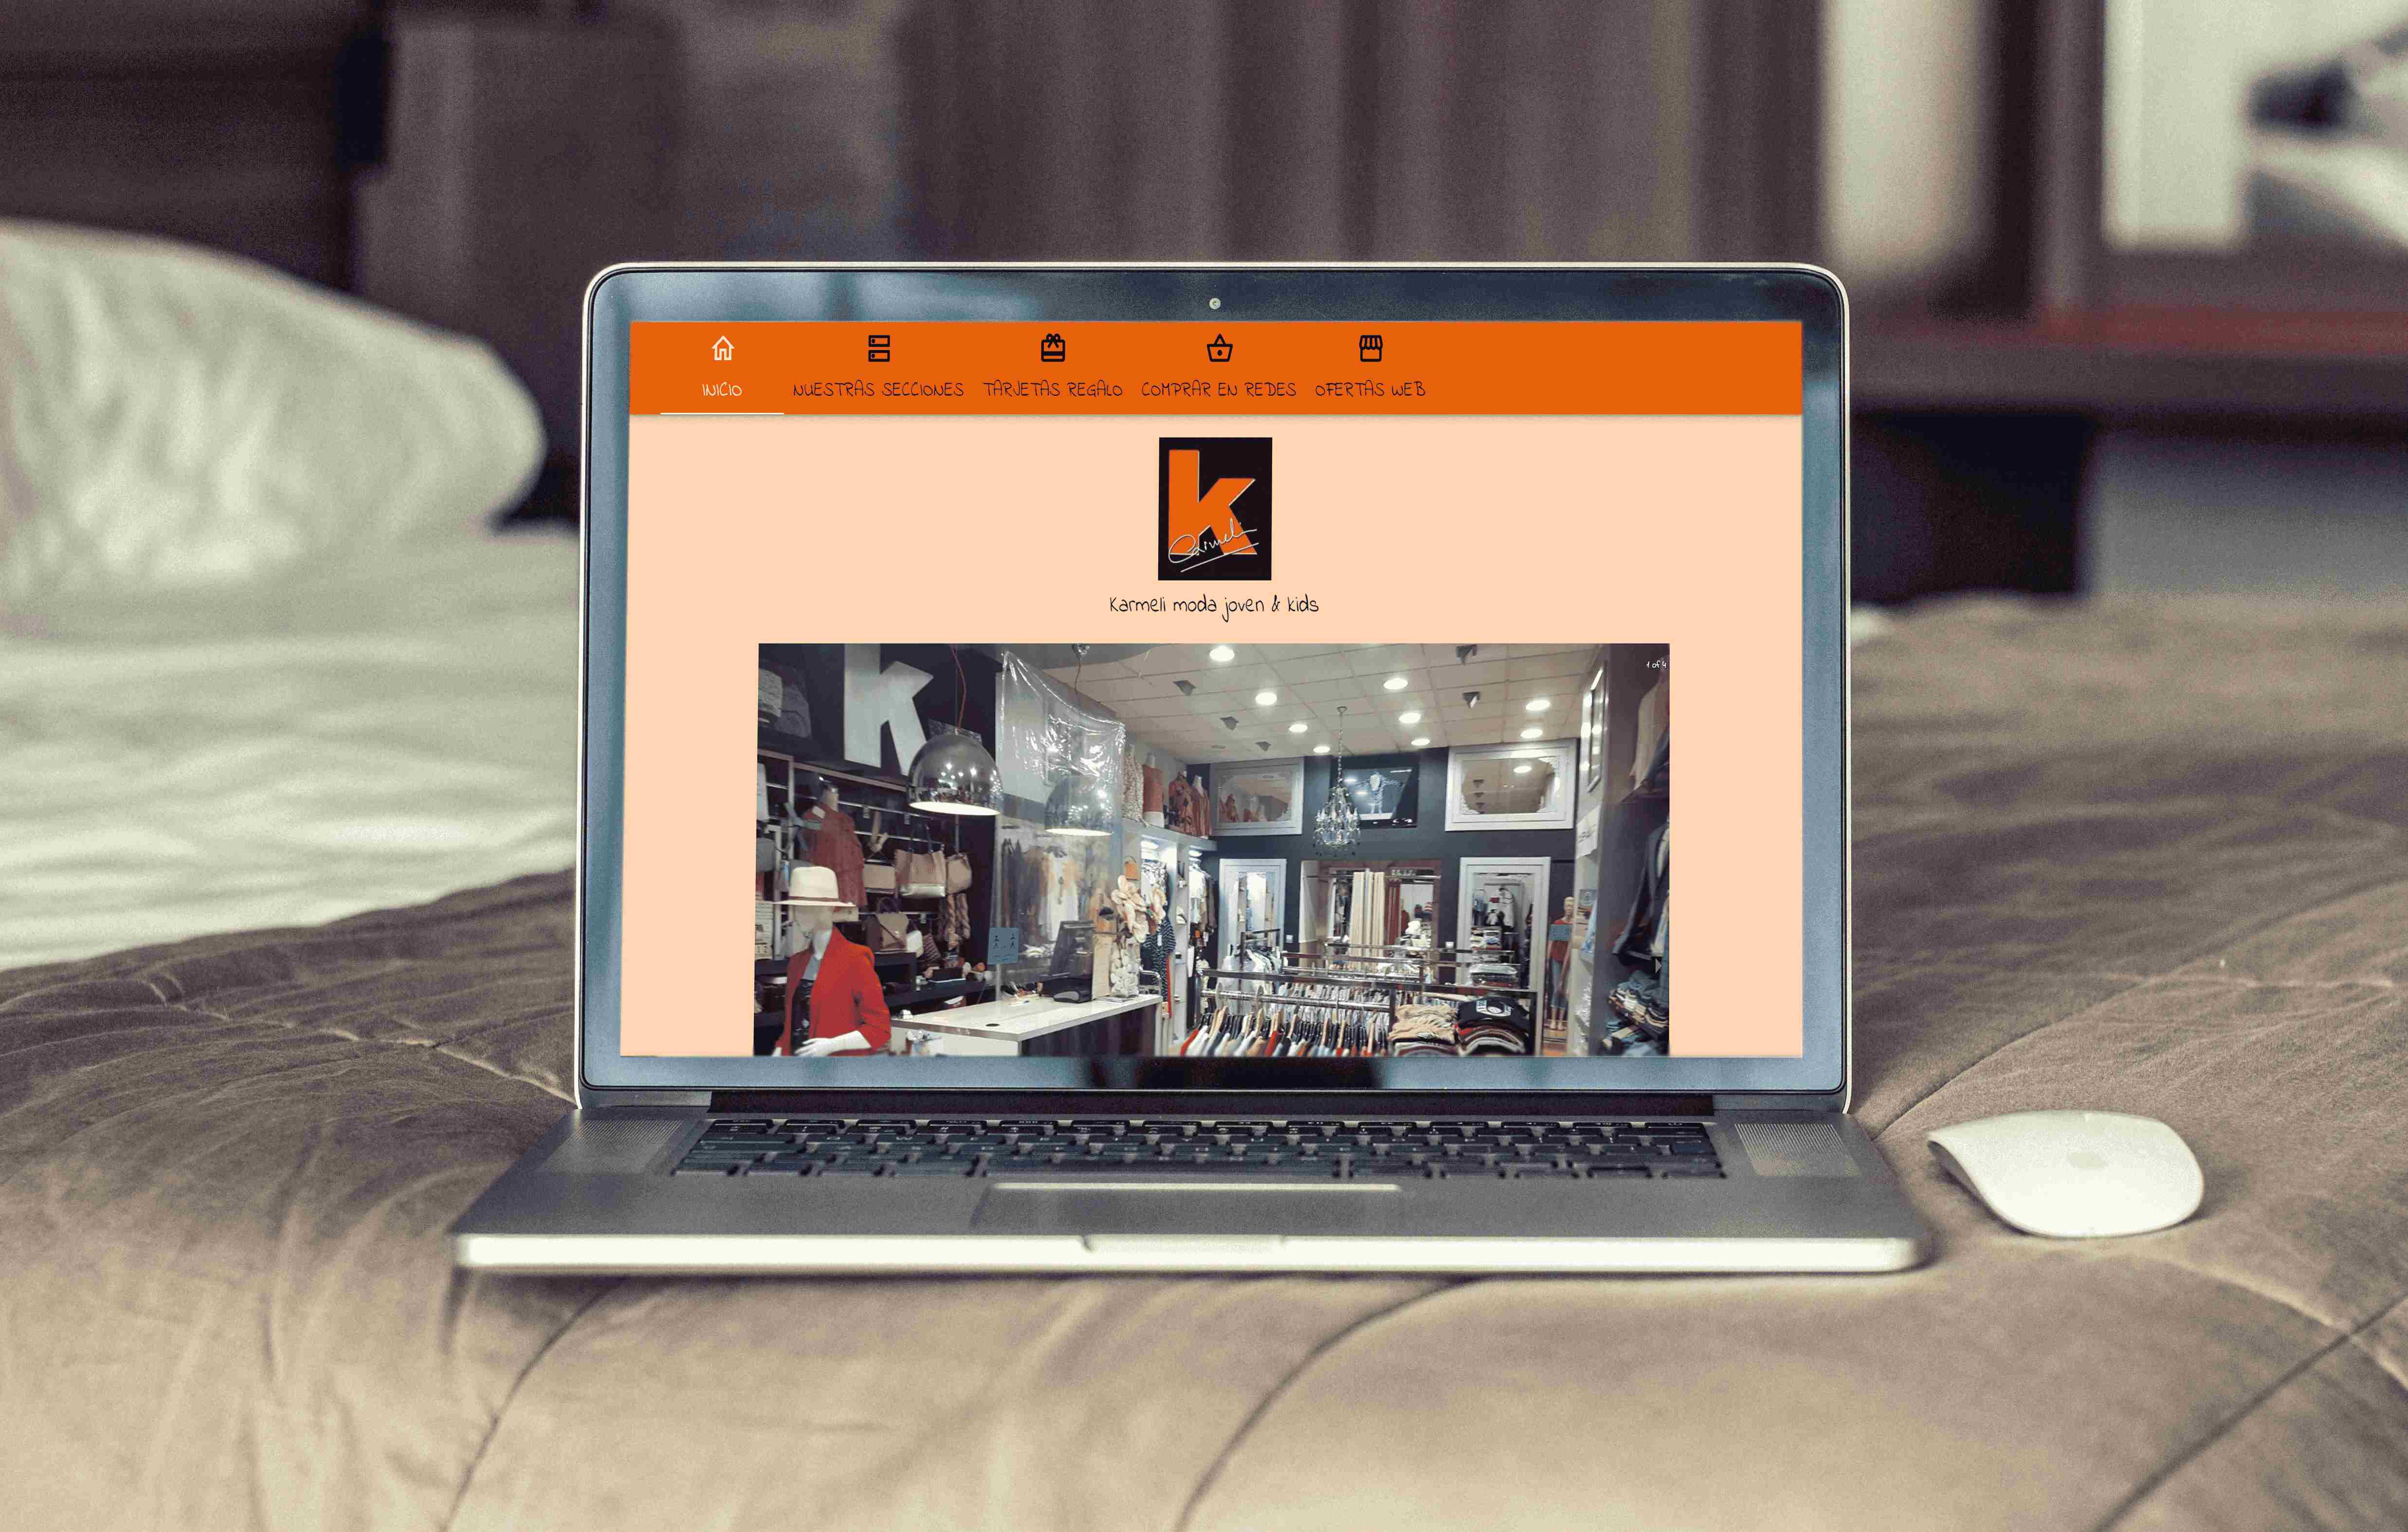 INICIO
NUESTRAS SECCIONES
TARJETAS REGALO
COMPRAR EN REDES
OFERTAS WEB
k
Karmeli
Karmeli moda joven & kids
1 of 4
k